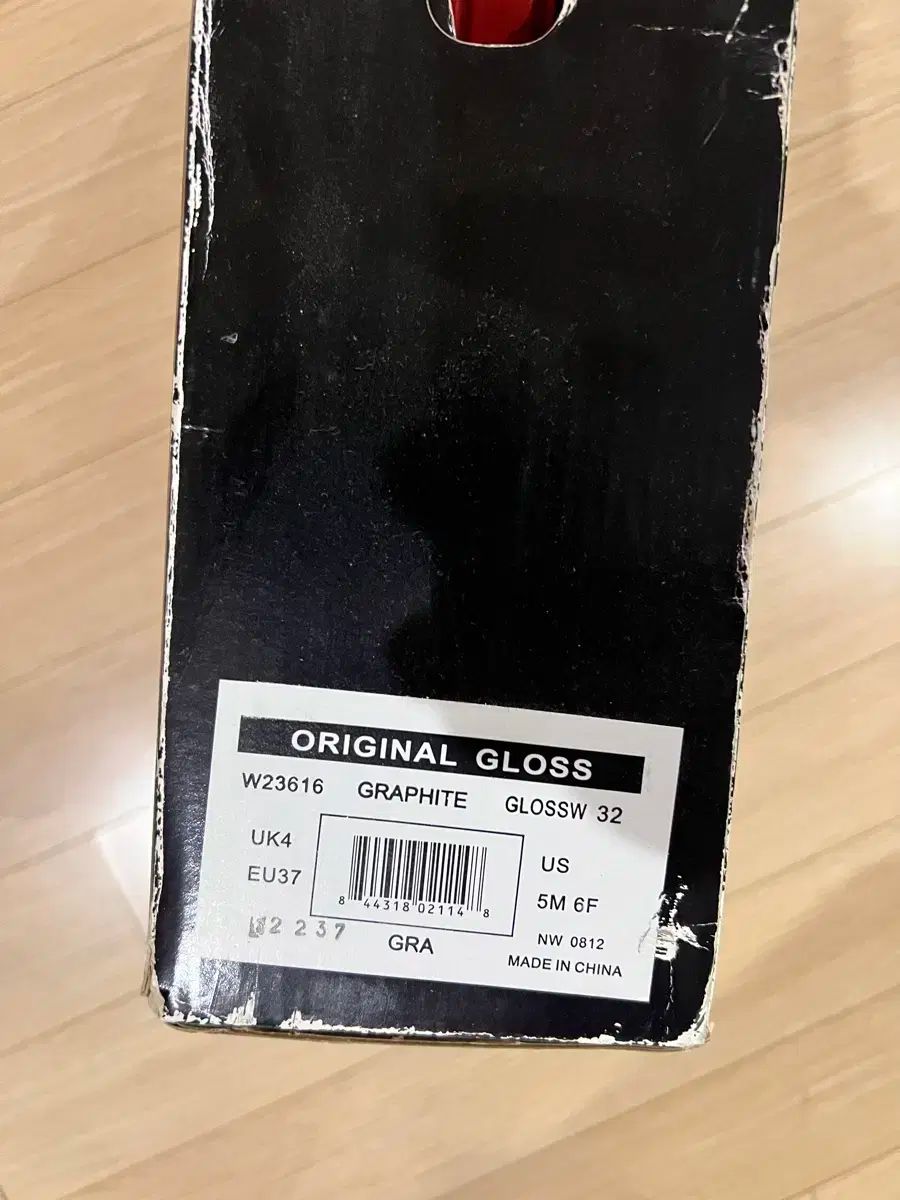 ORIGINAL GLOSS
W23616 GRAPHITE GLOSSW 32
UK4
EU37
8 44318 02114 8
US
5M 6F
2 237
GRA
NW 0812
MADE IN CHINA